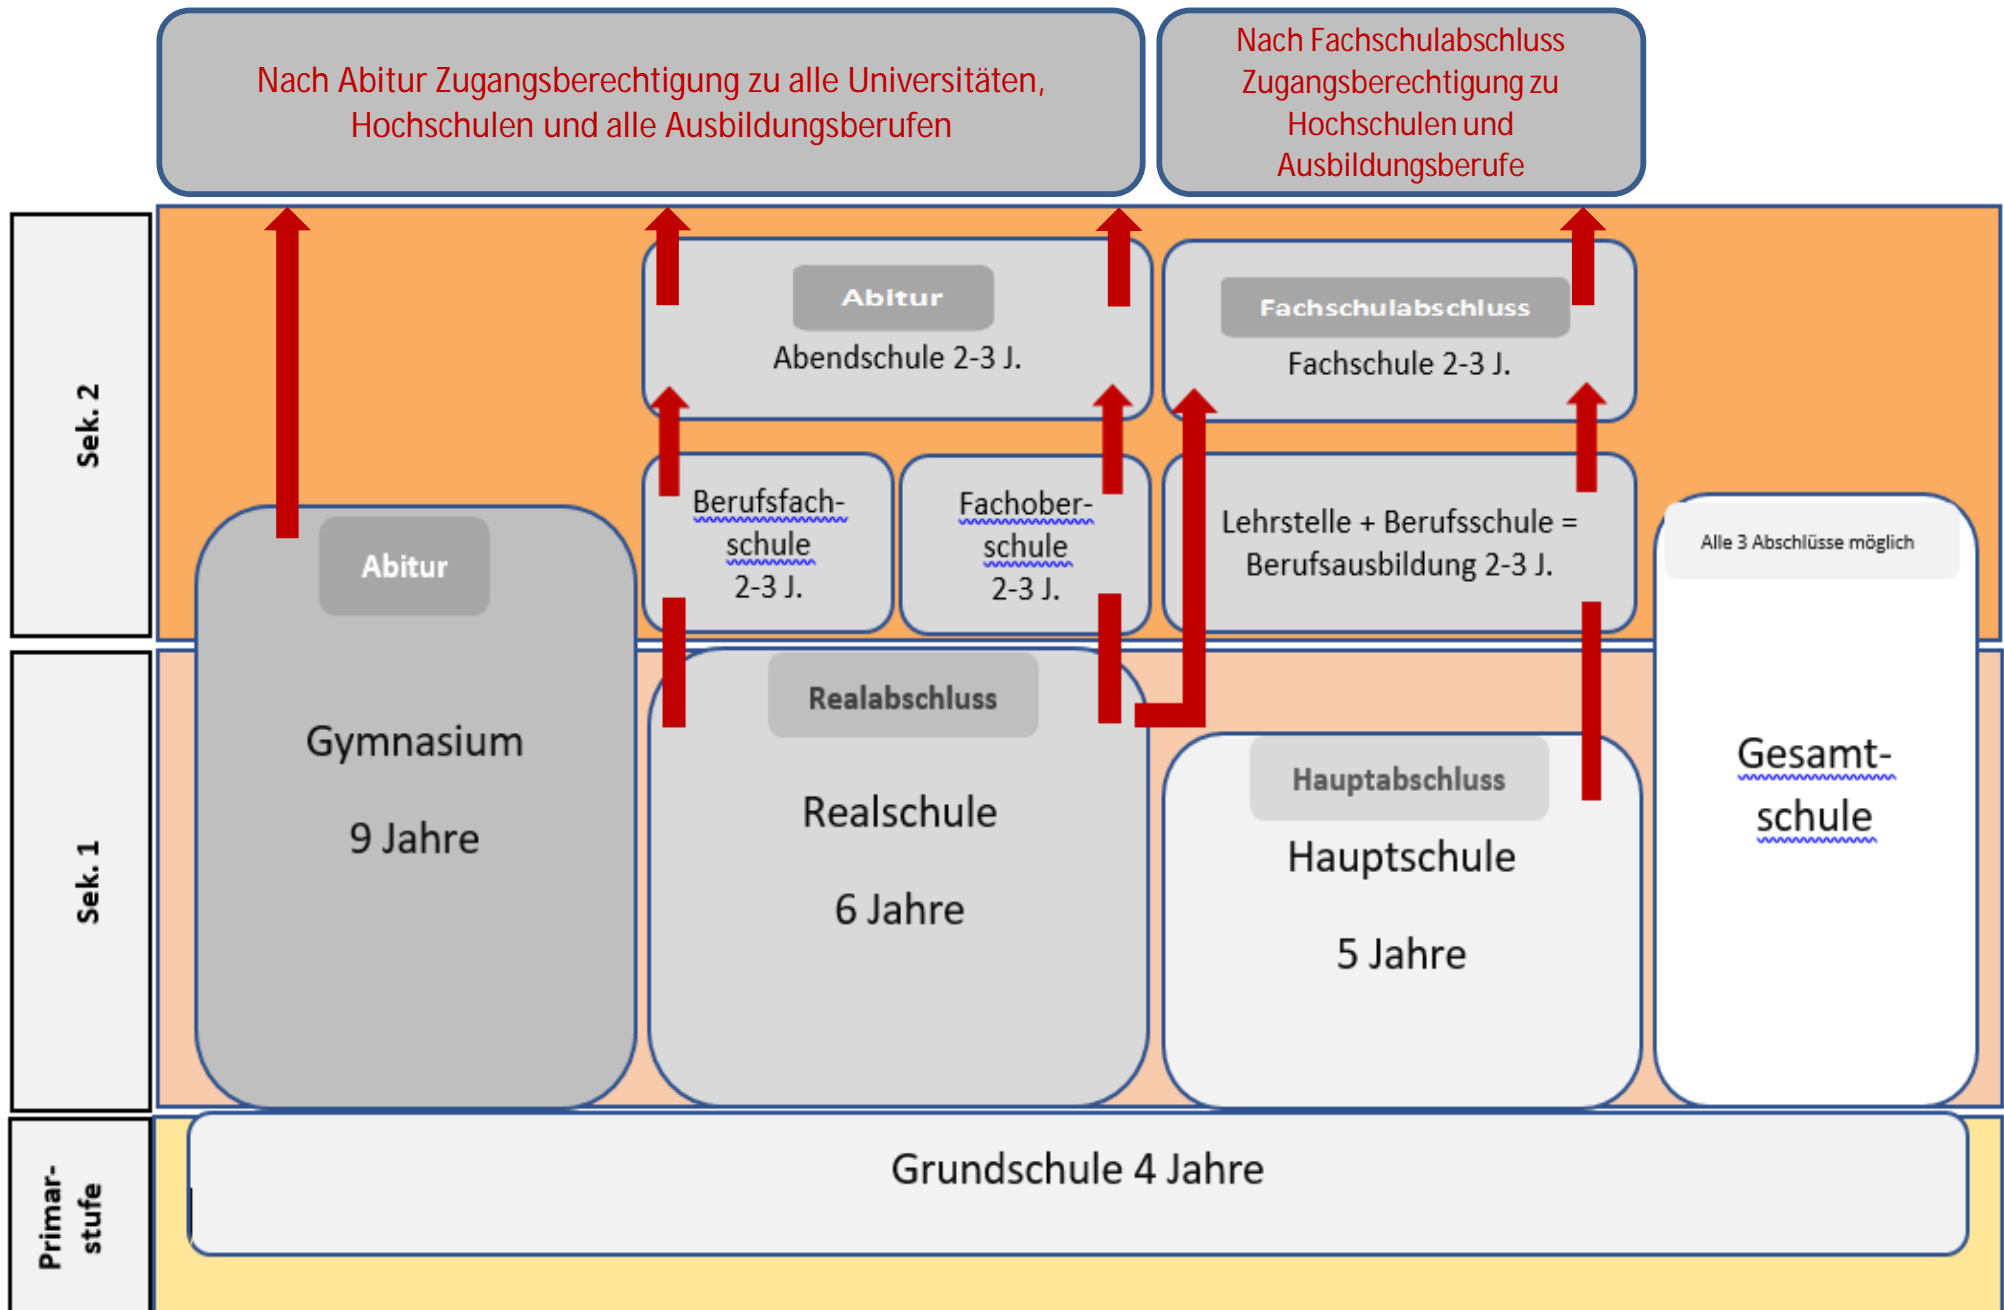 Nach Abitur Zugangsberechtigung zu alle Universitäten,
Hochschulen und alle Ausbildungsberufen
Nach Fachschulabschluss
Zugangsberechtigung zu
Hochschulen und
Ausbildungsberufe
Sek. 2
Abitur
Abendschule 2-3 J.
Fachschulabschluss
Fachschule 2-3 J.
Berufsfach-
schule
2-3 J.
Fachober-
schule
2-3 J.
Lehrstelle + Berufsschule =
Berufsausbildung 2-3 J.
Alle 3 Abschlüsse möglich
Abitur
Sek. 1
Gymnasium
9 Jahre
Realabschluss
Realschule
6 Jahre
Hauptabschluss
Hauptschule
5 Jahre
Gesamt-
schule
Primar-
stufe
Grundschule 4 Jahre